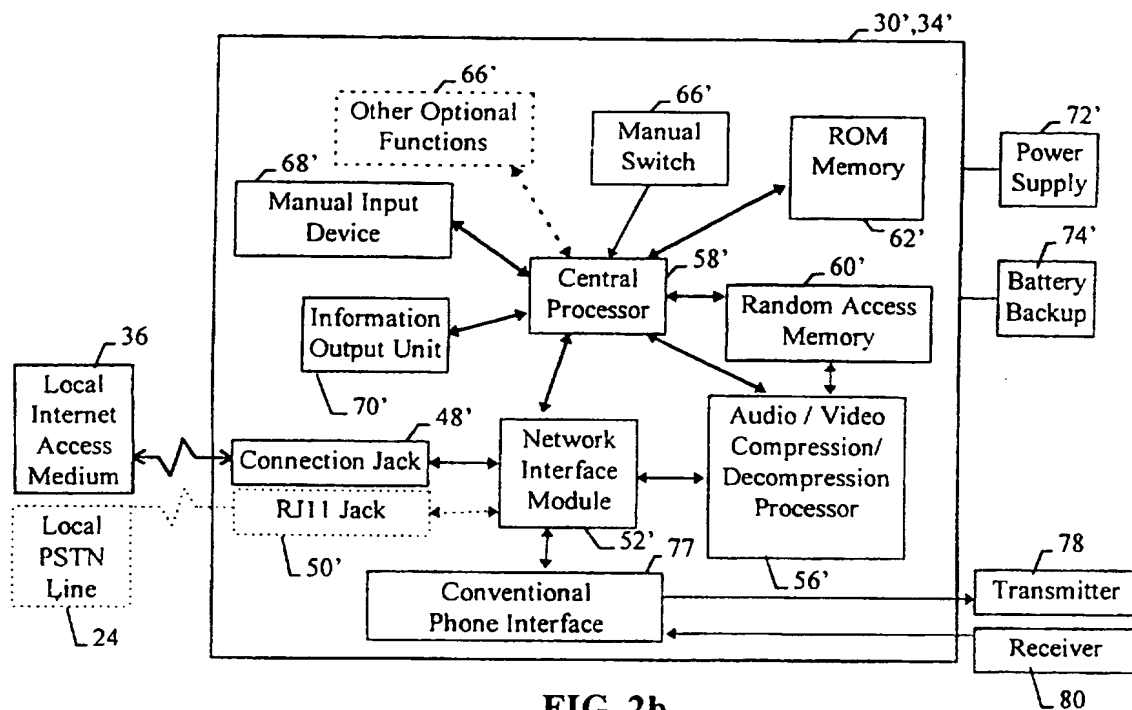 30',34'
66'
Other Optional
Functions
66'
Manual
Switch
ROM
Memory
62'
72'
Power
Supply
68'
Manual Input
Device
Central
Processor
58'
60'
Random Access
Memory
74'
Battery
Backup
Information
Output Unit
70'
36
Local
Internet
Access
Medium
48'
Connection Jack
Network
Interface
Module
52'
Audio / Video
Compression/
Decompression
Processor
56'
RJ11 Jack
50'
Local
PSTN
Line
24
77
Conventional
Phone Interface
78
Transmitter
Receiver
80
FIG. 2b